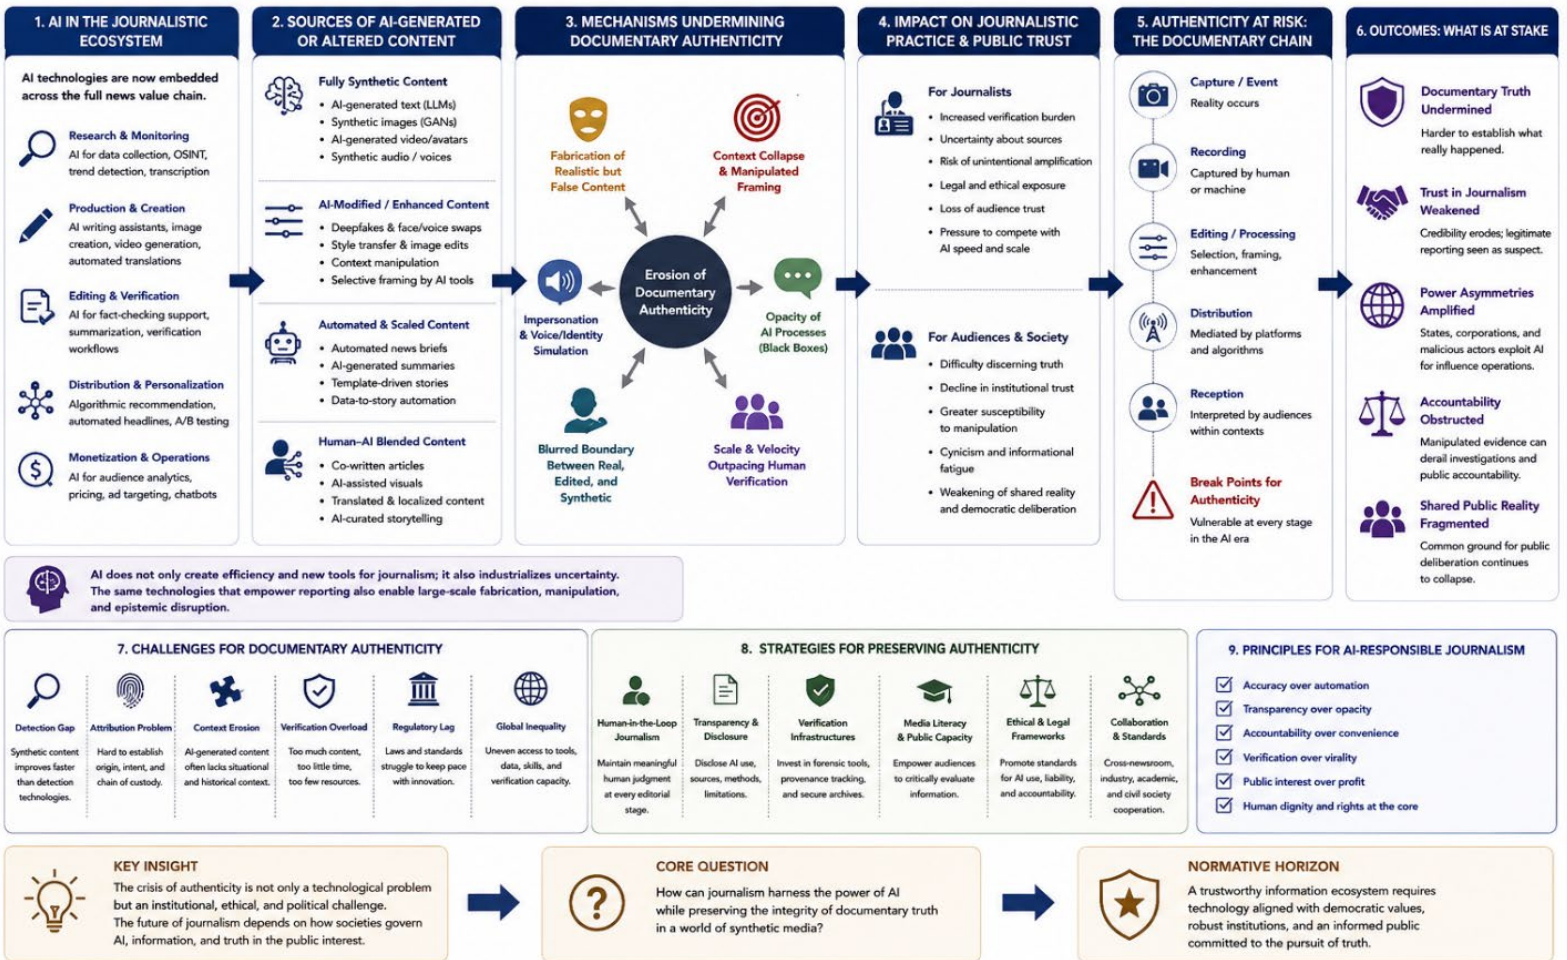 1. AI IN THE JOURNALISTIC
ECOSYSTEM
AI technologies are now embedded
across the full news value chain.
Research & Monitoring
AI for data collection, OSINT,
trend detection, transcription
Production & Creation
AI writing assistants, image
creation, video generation,
automated translations
Editing & Verification
AI for fact-checking support,
summarization, verification
workflows
Distribution & Personalization
Algorithmic recommendation,
automated headlines, A/B testing
Monetization & Operations
AI for audience analytics,
pricing, ad targeting, chatbots
2. SOURCES OF AI-GENERATED
OR ALTERED CONTENT
Fully Synthetic Content
• AI-generated text (LLMs)
• Synthetic images (GANs)
• AI-generated video/avatars
• Synthetic audio / voices
AI-Modified / Enhanced Content
• Deepfakes & face/voice swaps
• Style transfer & image edits
• Context manipulation
• Selective framing by AI tools
Automated & Scaled Content
• Automated news briefs
• AI-generated summaries
• Template-driven stories
• Data-to-story automation
Human–AI Blended Content
• Co-written articles
• AI-assisted visuals
• Translated & localized content
• AI-curated storytelling
3. MECHANISMS UNDERMINING
DOCUMENTARY AUTHENTICITY
Fabrication of
Realistic but
False Content
Context Collapse
& Manipulated
Framing
Erosion of
Documentary
Authenticity
Impersonation
& Voice/Identity
Simulation
Opacity of
AI Processes
(Black Boxes)
Blurred Boundary
Between Real,
Edited, and
Synthetic
Scale & Velocity
Outpacing Human
Verification
4. IMPACT ON JOURNALISTIC
PRACTICE & PUBLIC TRUST
For Journalists
• Increased verification burden
• Uncertainty about sources
• Risk of unintentional amplification
• Legal and ethical exposure
• Loss of audience trust
• Pressure to compete with
AI speed and scale
For Audiences & Society
• Difficulty discerning truth
• Decline in institutional trust
• Greater susceptibility
to manipulation
• Cynicism and informational
fatigue
• Weakening of shared reality
and democratic deliberation
5. AUTHENTICITY AT RISK:
THE DOCUMENTARY CHAIN
Capture / Event
Reality occurs
Recording
Captured by human
or machine
Editing / Processing
Selection, framing,
enhancement
Distribution
Mediated by platforms
and algorithms
Reception
Interpreted by audiences
within contexts
Break Points for
Authenticity
Vulnerable at every stage
in the AI era
6. OUTCOMES: WHAT IS AT STAKE
Documentary Truth
Undermined
Harder to establish what
really happened.
Trust in Journalism
Weakened
Credibility erodes; legitimate
reporting seen as suspect.
Power Asymmetries
Amplified
States, corporations, and
malicious actors exploit AI
for influence operations.
Accountability
Obstructed
Manipulated evidence can
derail investigations and
public accountability.
Shared Public Reality
Fragmented
Common ground for public
deliberation continues
to collapse.
AI does not only create efficiency and new tools for journalism; it also industrializes uncertainty.
The same technologies that empower reporting also enable large-scale fabrication, manipulation,
and epistemic disruption.
7. CHALLENGES FOR DOCUMENTARY AUTHENTICITY
Detection Gap
Synthetic content
improves faster
than detection
technologies.
Attribution Problem
Hard to establish
origin, intent, and
chain of custody.
Context Erosion
AI-generated content
often lacks situational
and historical context.
Verification Overload
Too much content,
too little time,
too few resources.
Regulatory Lag
Laws and standards
struggle to keep pace
with innovation.
Global Inequality
Uneven access to tools,
data, skills, and
verification capacity.
8. STRATEGIES FOR PRESERVING AUTHENTICITY
Human-in-the-Loop
Journalism
Maintain meaningful
human judgment
at every editorial
stage.
Transparency &
Disclosure
Disclose AI use,
sources, methods,
limitations.
Verification
Infrastructures
Invest in forensic tools,
provenance tracking,
and secure archives.
Media Literacy
& Public Capacity
Empower audiences
to critically evaluate
information.
Ethical & Legal
Frameworks
Promote standards
for AI use, liability,
and accountability.
Collaboration
& Standards
Cross-newsroom,
industry, academic,
and civil society
cooperation.
9. PRINCIPLES FOR AI-RESPONSIBLE JOURNALISM
Accuracy over automation
Transparency over opacity
Accountability over convenience
Verification over virality
Public interest over profit
Human dignity and rights at the core
KEY INSIGHT
The crisis of authenticity is not only a technological problem
but an institutional, ethical, and political challenge.
The future of journalism depends on how societies govern
AI, information, and truth in the public interest.
CORE QUESTION
How can journalism harness the power of AI
while preserving the integrity of documentary truth
in a world of synthetic media?
NORMATIVE HORIZON
A trustworthy information ecosystem requires
technology aligned with democratic values,
robust institutions, and an informed public
committed to the pursuit of truth.